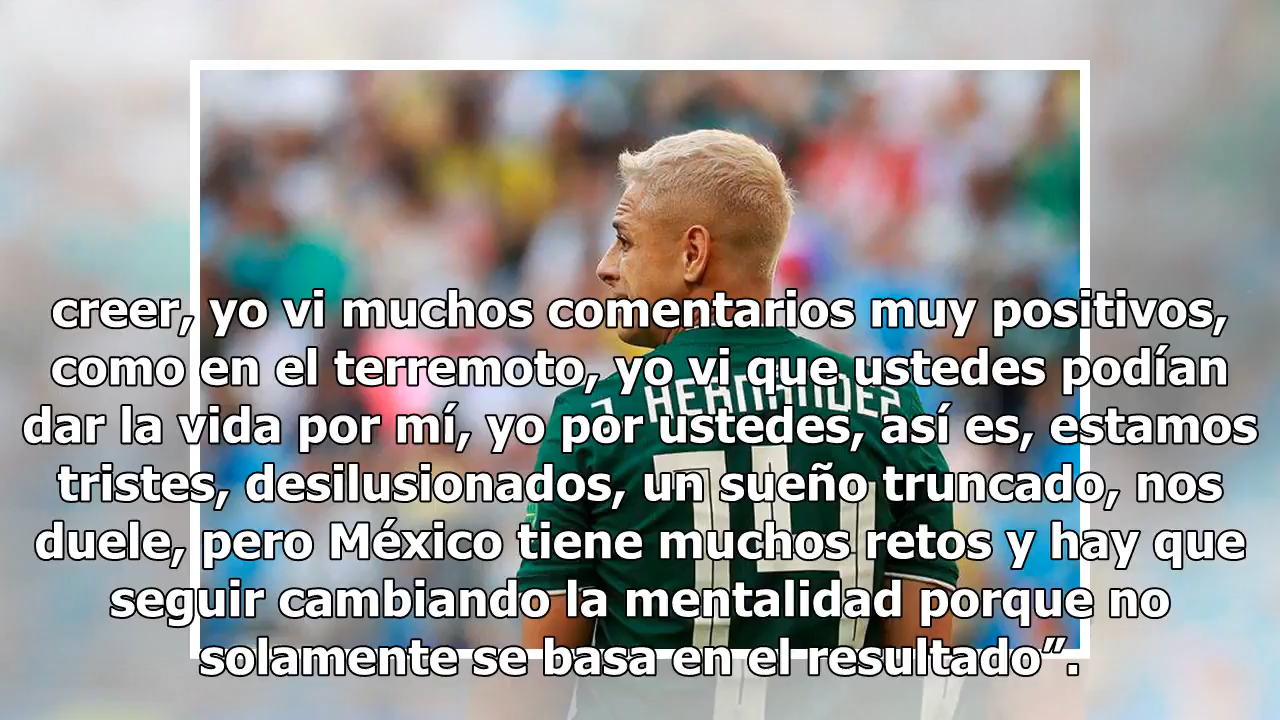 creer, yo vi muchos comentarios muy positivos,
como en el terremoto, yo vi que ustedes podían
dar la vida por mí, yo por ustedes, así es, estamos
tristes, desilusionados, un sueño truncado, nos
duele, pero México tiene muchos retos y hay que
seguir cambiando la mentalidad porque no
solamente se basa en el resultado”.
J. HERNÁNDEZ
14